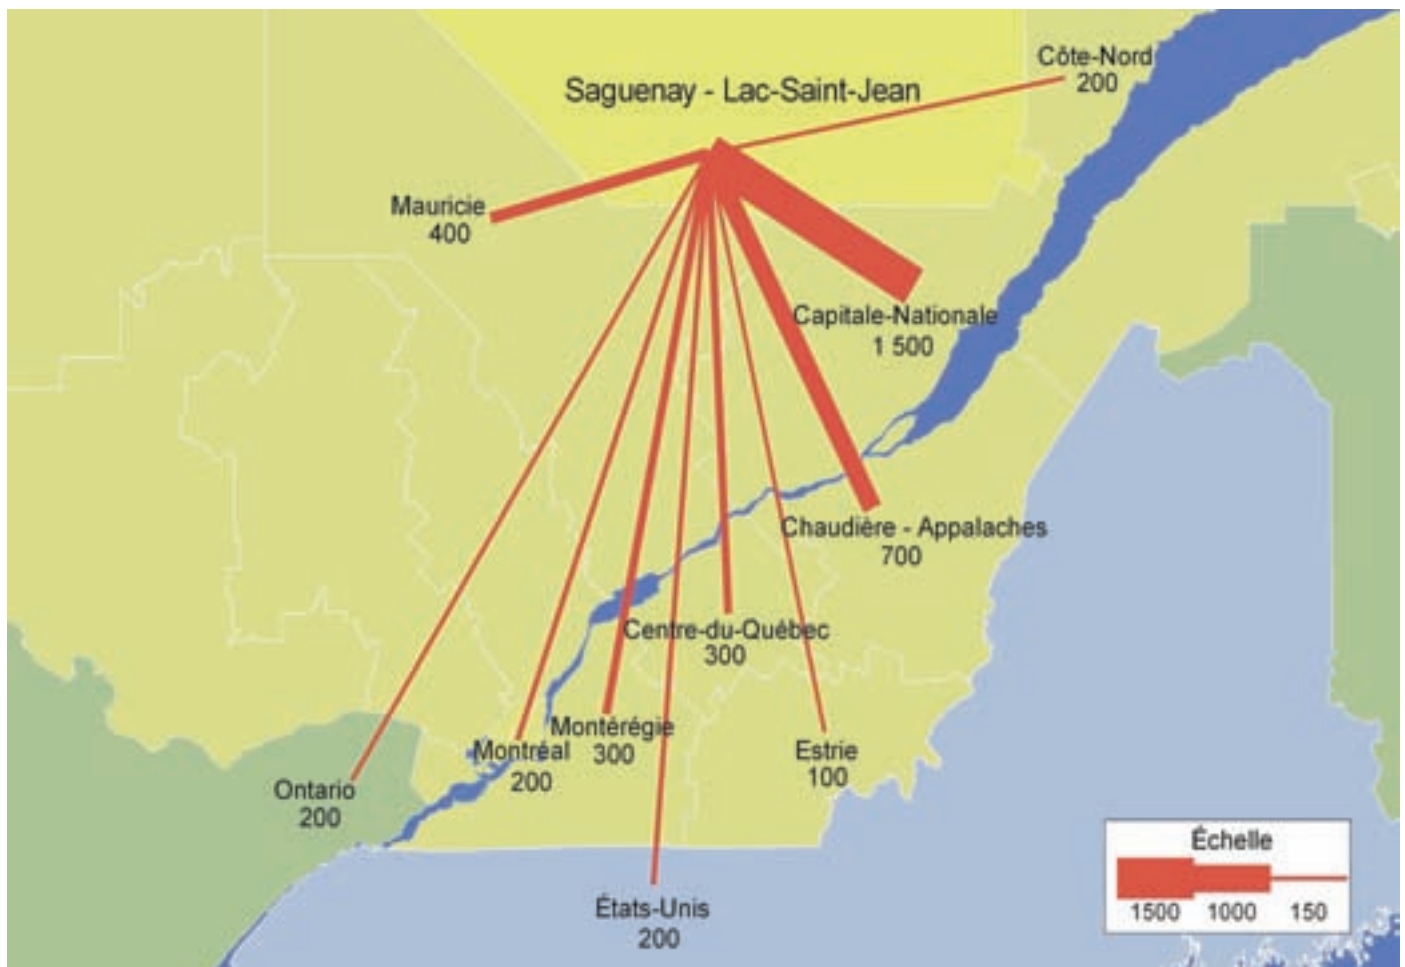 Côte-Nord
200
Saguenay - Lac-Saint-Jean
Mauricie
400
Capitale-Nationale
1 500
Chaudière - Appalaches
700
Centre-du-Québec
300
Montérégie
300
Montréal
200
Estrie
100
Ontario
200
États-Unis
200
Échelle
1500 1000 150